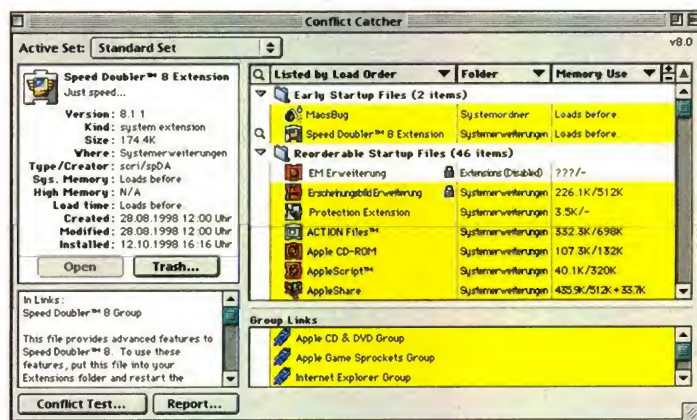 Conflict Catcher
Active Set: Standard Set
v8.0
Speed Doubler™ 8 Extension
Just speed...
Version: 8.1 1
Kind: system extension
Size: 174.4K
Where: Systemerweiterungen
Type/Creator: scri/spDA
Sys. Memory: Loads before
High Memory: N/A
Load time: Loads before
Created: 28.08.1998 12:00 Uhr
Modified: 28.08.1998 12:00 Uhr
Installed: 12.10.1998 16:16 Uhr
Open Trash...
In Links:
Speed Doubler™ 8 Group
This file provides advanced features to
Speed Doubler™ 8. To use these
features, put this file into your
Extensions folder and restart the
Conflict Test... Report...
Listed by Load Order Folder Memory Use
Early Startup Files (2 items)
MacsBug Systemordner Loads before
Speed Doubler™ 8 Extension Systemerweiterungen Loads before
Reorderable Startup Files (46 items)
EM Erweiterung Extensions (Disabled) ???/-
Erscheinungsbild Erweiterung Systemerweiterungen 226.1K/512K
Protection Extension 3.5K/-
ACTION Files™ Systemerweiterungen 332.3K/698K
Apple CD-ROM Systemerweiterungen 107.3K/132K
AppleScript™ Systemerweiterungen 40.1K/320K
AppleShare Systemerweiterungen 435.9K/512K+33.7K
Group Links
Apple CD & DVD Group
Apple Game Sprockets Group
Internet Explorer Group